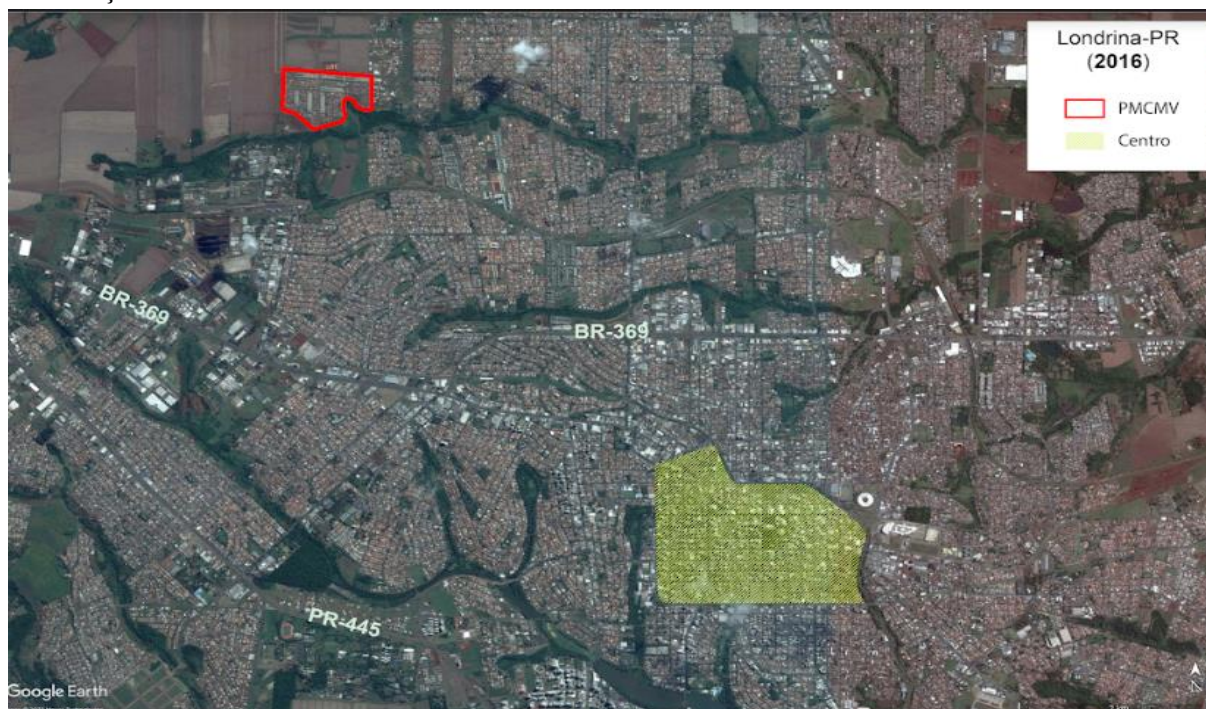 Londrina-PR
(2016)
PMCMV
Centro
BR-369
BR-369
PR-445
Google Earth